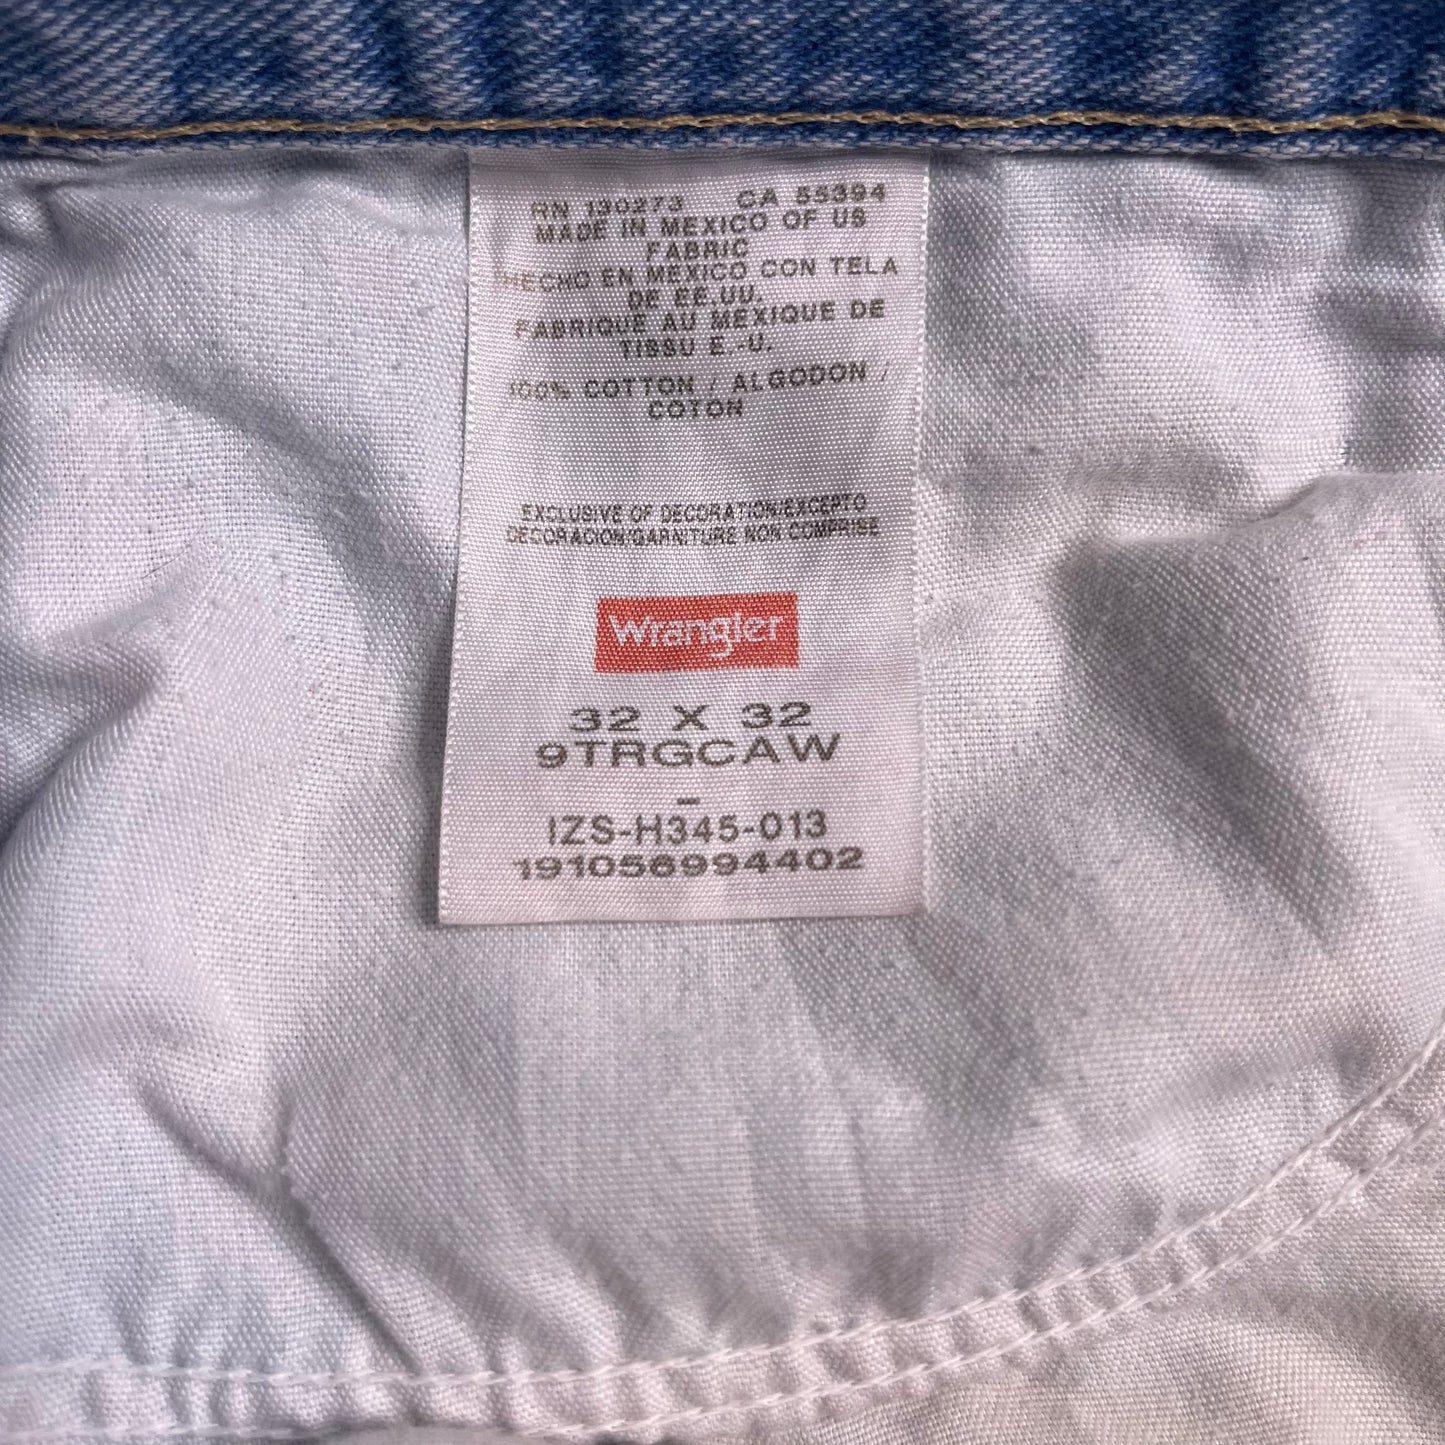 RN 130273 CA 55394
MADE IN MEXICO OF US
FABRIC
HECHO EN MEXICO CON TELA
DE EE.UU.
FABRIQUE AU MEXIQUE DE
TISSU E.-U.
100% COTTON / ALGODON /
COTON
EXCLUSIVE OF DECORATION/EXCEPTO
DECORACION/GARNITURE NON COMPRISE
Wrangler
32 X 32
9TRGCAW
-
IZS-H345-013
191056994402